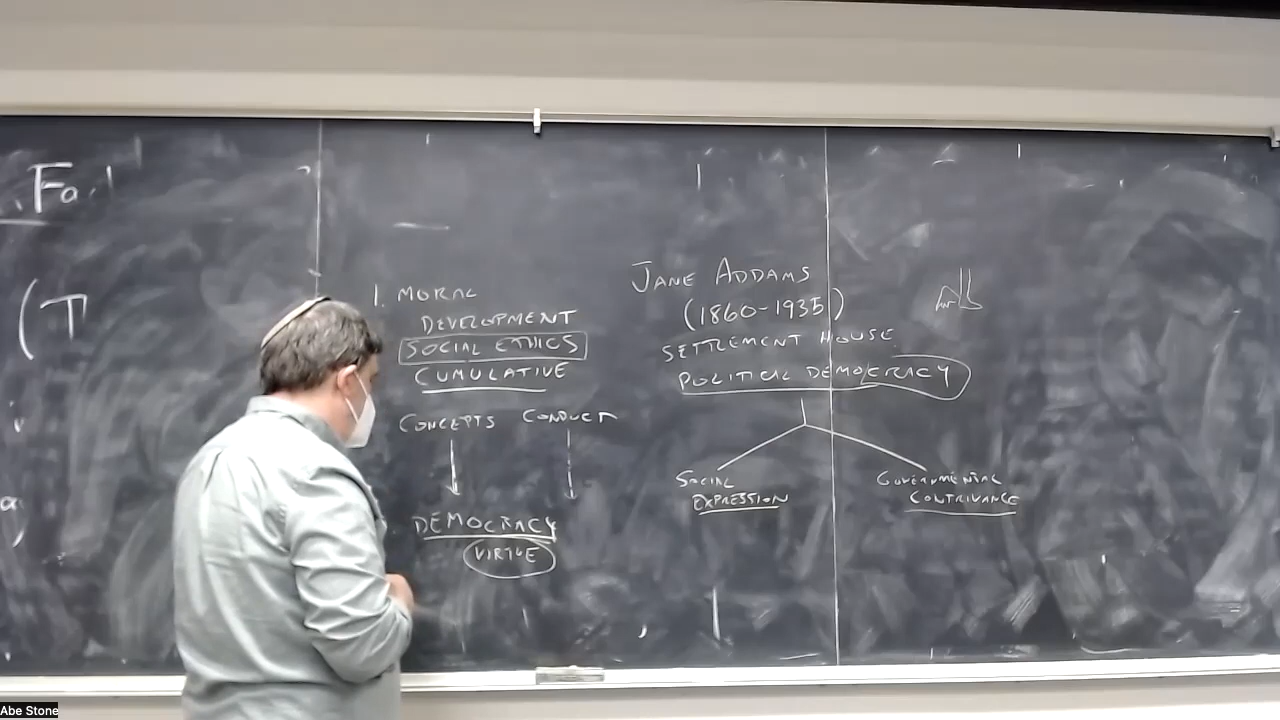 Fa
(T
1. MORAL
DEVELOPMENT
SOCIAL ETHICS
CUMULATIVE
CONCEPTS CONDUCT
DEMOCRACY
VIRTUE
JANE ADDAMS
(1860-1935)
SETTLEMENT HOUSE
POLITICAL DEMOCRACY
SOCIAL
EXPRESSION
GOVERNMENTAL
CONTRIVANCE
Abe Stone